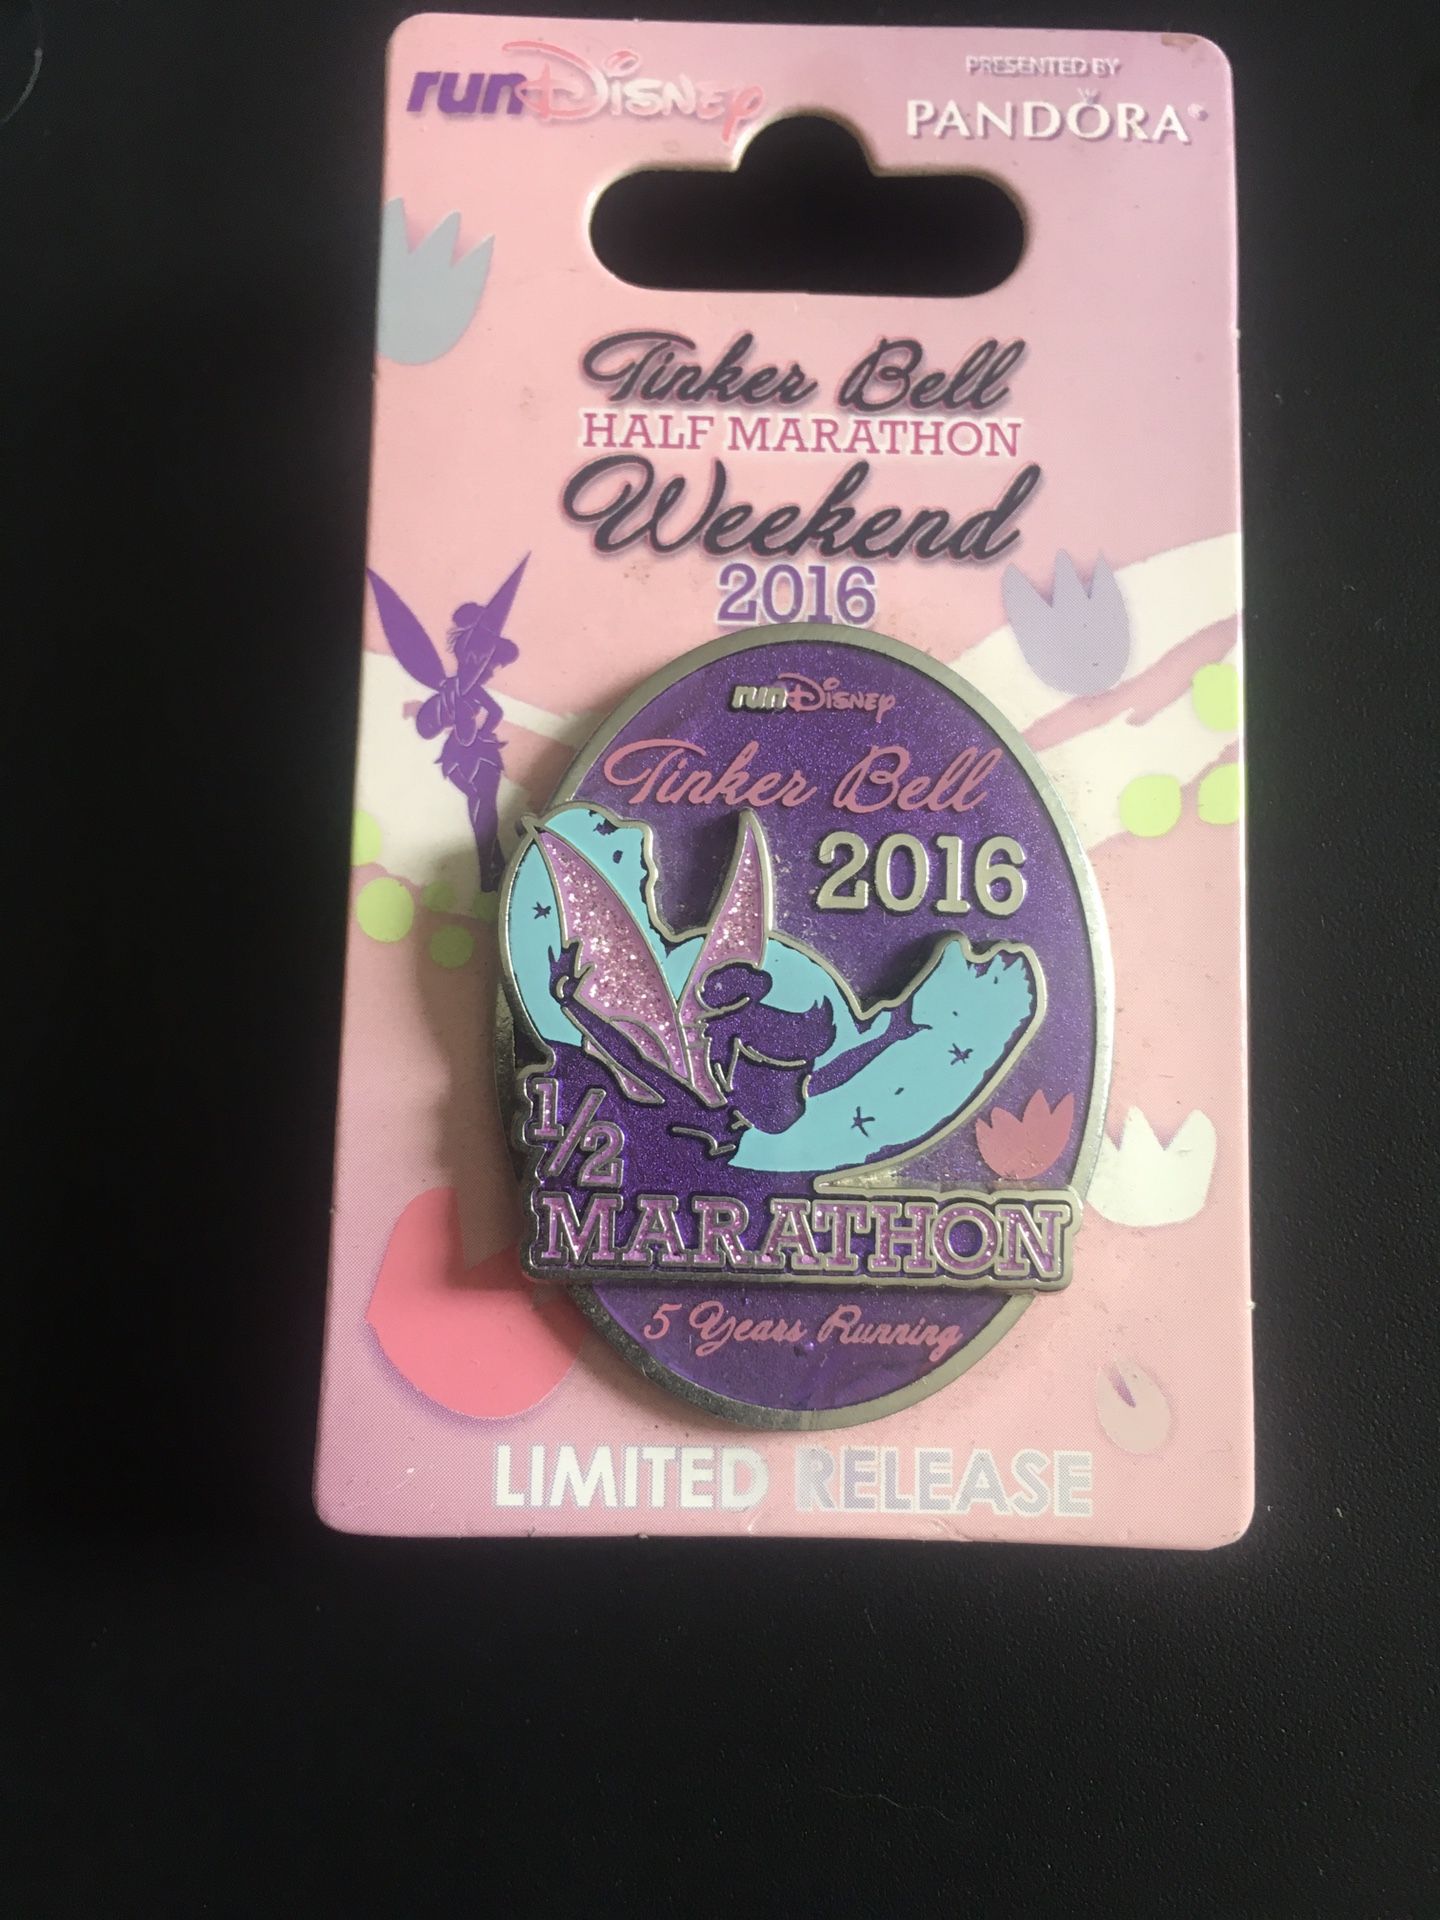 runDisney
PRESENTED BY
PANDORA®
Tinker Bell
HALF MARATHON
Weekend
2016
runDisney
Tinker Bell
2016
1/2
MARATHON
5 Years Running
LIMITED RELEASE